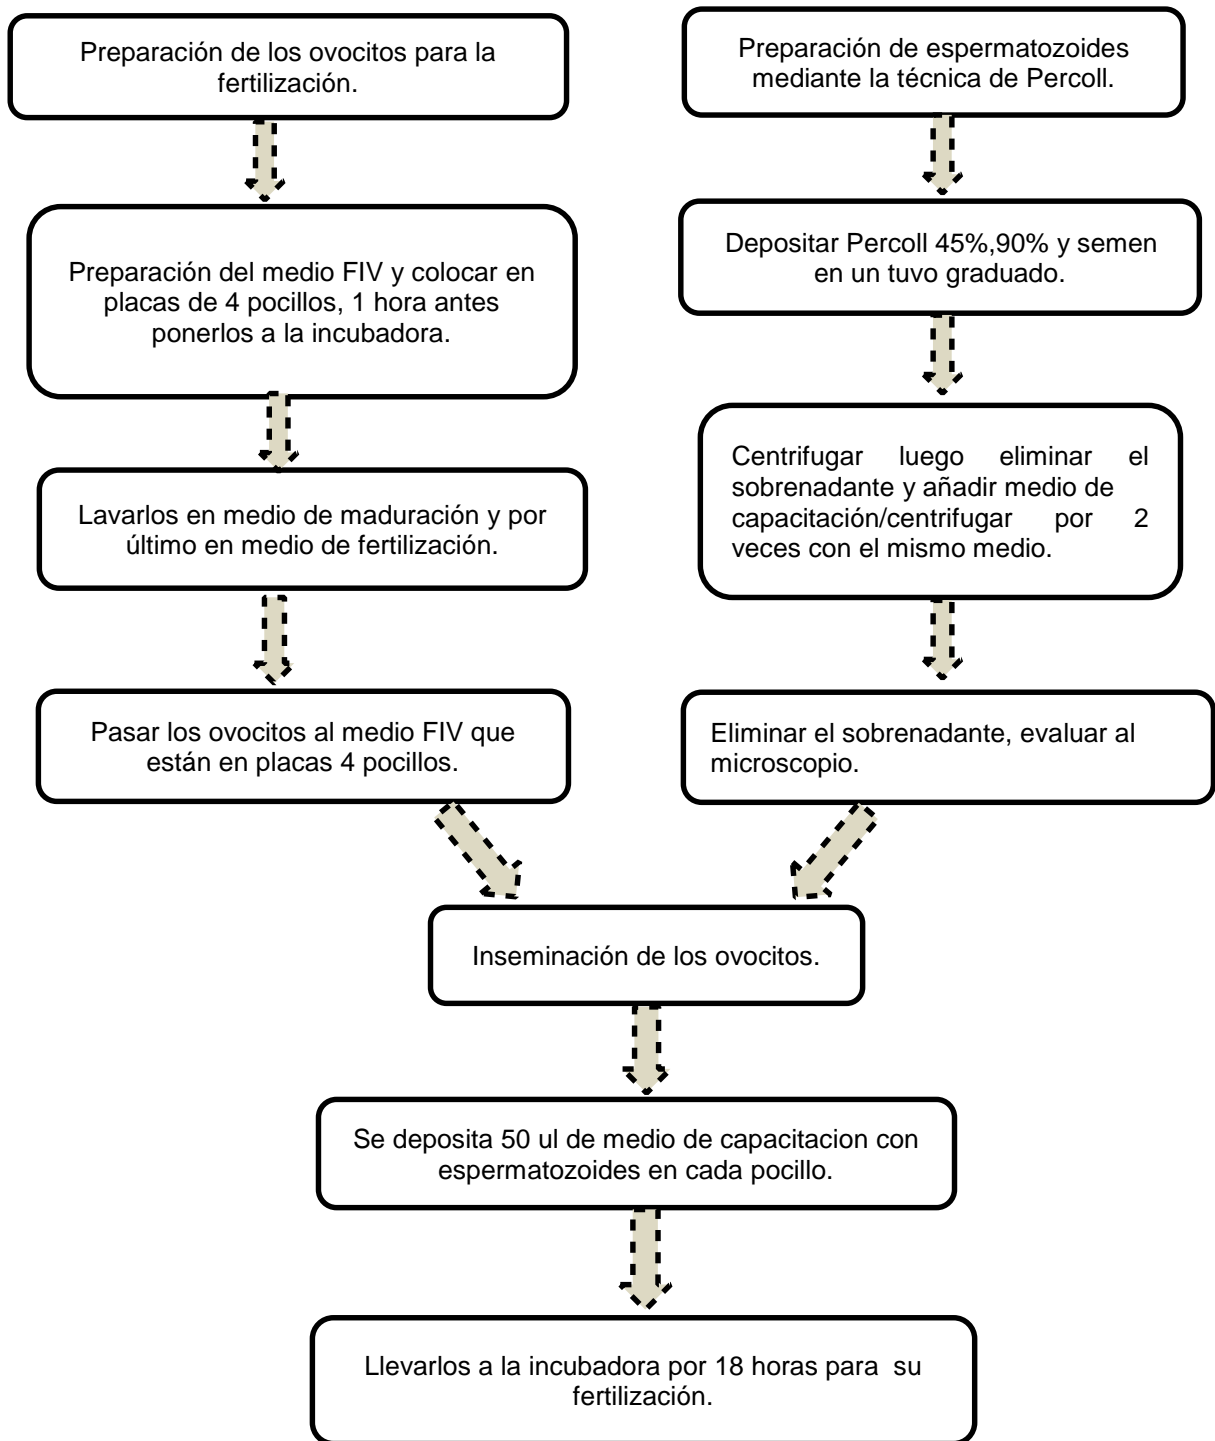 Preparación de los ovocitos para la
fertilización.
Preparación del medio FIV y colocar en
placas de 4 pocillos, 1 hora antes
ponerlos a la incubadora.
Lavarlos en medio de maduración y por
último en medio de fertilización.
Pasar los ovocitos al medio FIV que
están en placas 4 pocillos.
Preparación de espermatozoides
mediante la técnica de Percoll.
Depositar Percoll 45%,90% y semen
en un tuvo graduado.
Centrifugar luego eliminar el
sobrenadante y añadir medio de
capacitación/centrifugar por 2
veces con el mismo medio.
Eliminar el sobrenadante, evaluar al
microscopio.
Inseminación de los ovocitos.
Se deposita 50 ul de medio de capacitacion con
espermatozoides en cada pocillo.
Llevarlos a la incubadora por 18 horas para su
fertilización.